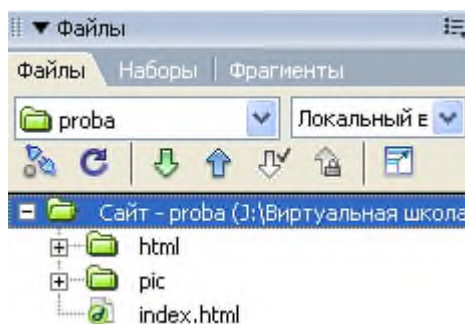 Файлы
Файлы Наборы Фрагменты
proba Локальный в
Сайт - proba (J:\Виртуальная школа
html
pic
index.html